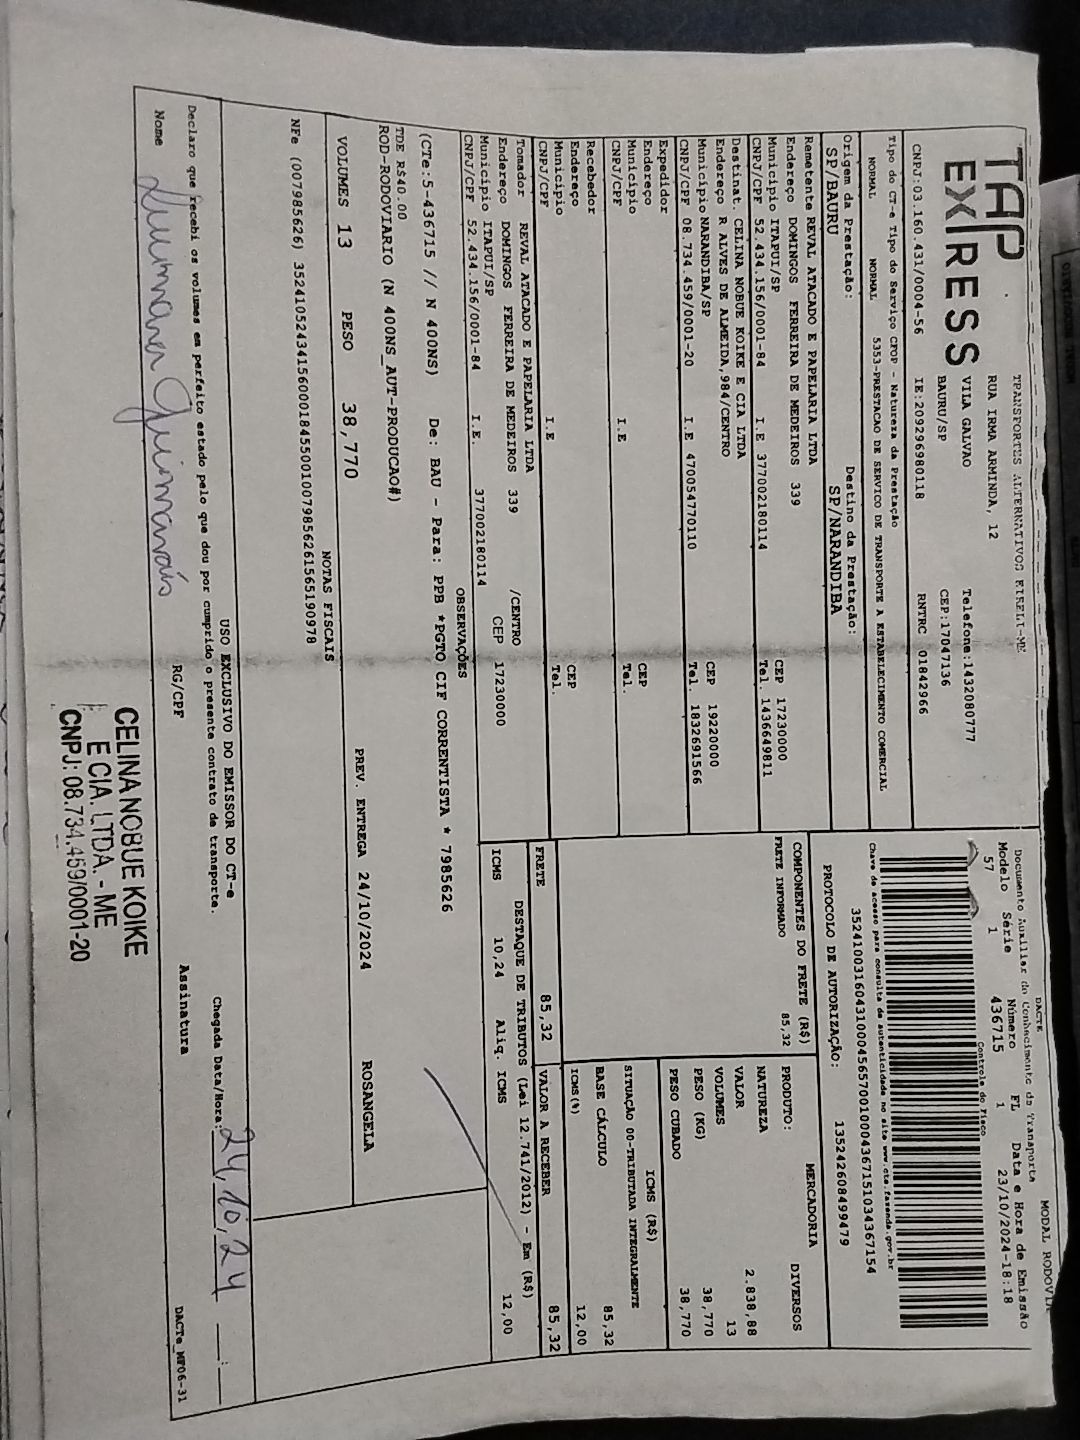 TAP
EXPRESS
TRANSPORTES ALTERNATIVOS EIRELI-ME
RUA IRMA ARMINDA, 12
VILA GALVAO
BAURU/SP
Telefone:1432080777
CEP:17047136
CNPJ:03.160.431/0004-56 IE:209296980118 RNTRC 01842966
Tipo do CT-e Tipo do Serviço CFOP - Natureza da Prestação
NORMAL NORMAL 5353-PRESTACAO DE SERVICO DE TRANSPORTE A ESTABELECIMENTO COMERCIAL
Origem da Prestação: Destino da Prestação:
SP/BAURU SP/NARANDIBA
Remetente REVAL ATACADO E PAPELARIA LTDA
Endereço DOMINGOS FERREIRA DE MEDEIROS 339 CEP 17230000
Municipio ITAPUI/SP Tel. 1436649811
CNPJ/CPF 52.434.156/0001-84 I.E 377002180114
Destinat. CELINA NOBUE KOIKE E CIA LTDA
Endereço R ALVES DE ALMEIDA,984/CENTRO CEP 19220000
Municipio NARANDIBA/SP Tel. 1832691566
CNPJ/CPF 08.734.459/0001-20 I.E 470054770110
Expedidor
Endereço CEP
Municipio Tel.
CNPJ/CPF I.E
Recebedor
Endereço CEP
Municipio Tel.
CNPJ/CPF I.E
Tomador REVAL ATACADO E PAPELARIA LTDA
Endereço DOMINGOS FERREIRA DE MEDEIROS 339 /CENTRO
Municipio ITAPUI/SP CEP 17230000
CNPJ/CPF 52.434.156/0001-84 I.E. 377002180114
DACTE MODAL RODOVIA
Documento Auxiliar do Conhecimento de Transporte
Modelo Série Número FL Data e Hora de Emissão
57 1 436715 1 23/10/2024-18:18
Controle do Fisco
Chave de acesso para consulta de autenticidade no site www.cte.fazenda.gov.br
35241003160431000456570010004367151034367154
PROTOCOLO DE AUTORIZAÇÃO: 135242608499479
COMPONENTES DO FRETE (R$)
FRETE INFORMADO 85,32
MERCADORIA
PRODUTO: DIVERSOS
NATUREZA
VALOR 2.838,88
VOLUMES 13
PESO (KG) 38,770
PESO CUBADO 38,770
ICMS (R$)
SITUAÇÃO 00-TRIBUTADA INTEGRALMENTE
BASE CÁLCULO 85,32
ICMS(%) 12,00
FRETE 85,32 VALOR A RECEBER 85,32
DESTAQUE DE TRIBUTOS (Lei 12.741/2012) - Em (R$)
ICMS 10,24 Aliq. ICMS 12,00
OBSERVAÇÕES
(CTe:5-436715 // N 400NS) De: BAU - Para: PPB *PGTO CIF CORRENTISTA * 7985626
TDE R$40.00
ROD-RODOVIARIO (N 400NS_AUT-PRODUCAO#)
VOLUMES 13 PESO 38,770 PREV. ENTREGA 24/10/2024 ROSANGELA
NOTAS FISCAIS
NFe (007985626) 35241052434156000184550010079856261565190978
USO EXCLUSIVO DO EMISSOR DO CT-e
Declaro que recebi os volumes em perfeito estado pelo que dou por cumprido o presente contrato de transporte. Chegada Data/Hora: 24,10,24 __:__
Nome RG/CPF Assinatura DACTe_MF06-31
CELINA NOBUE KOIKE
E CIA. LTDA. - ME
CNPJ: 08.734.459/0001-20